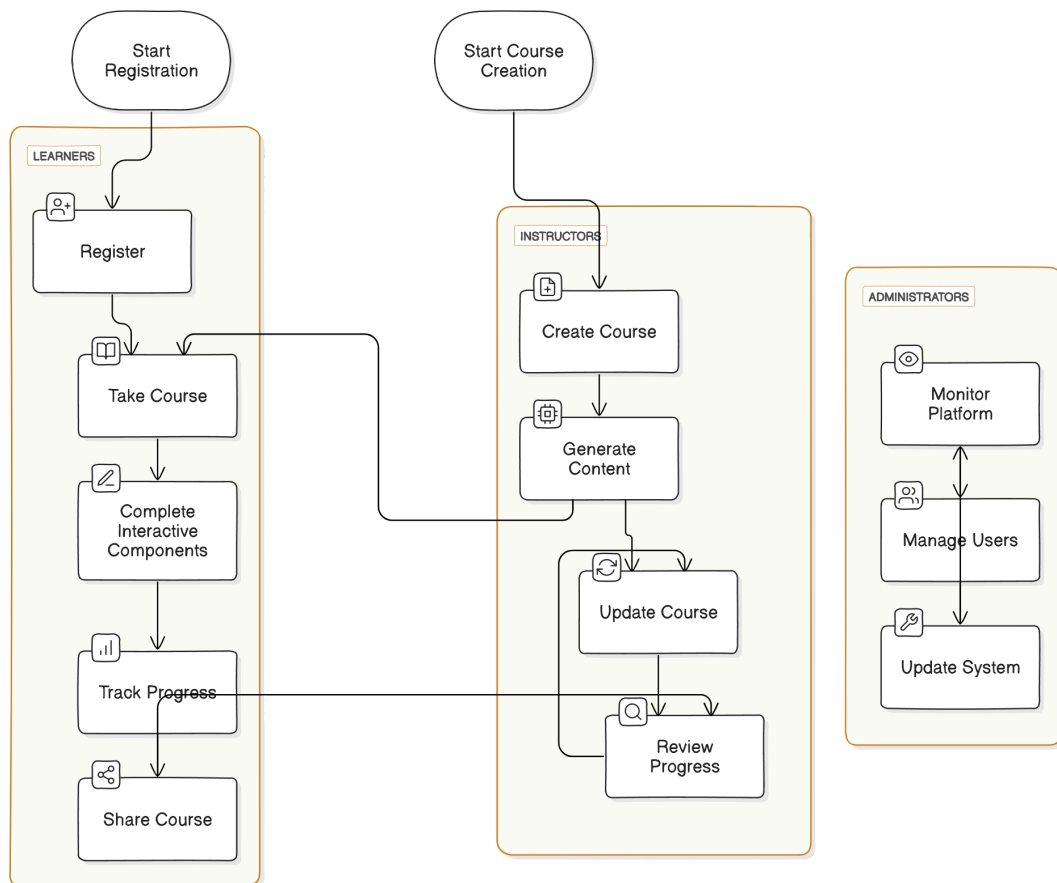 Start
Registration
Start Course
Creation
LEARNERS
Register
Take Course
Complete
Interactive
Components
Track Progress
Share Course
INSTRUCTORS
Create Course
Generate
Content
Update Course
Review
Progress
ADMINISTRATORS
Monitor
Platform
Manage Users
Update System